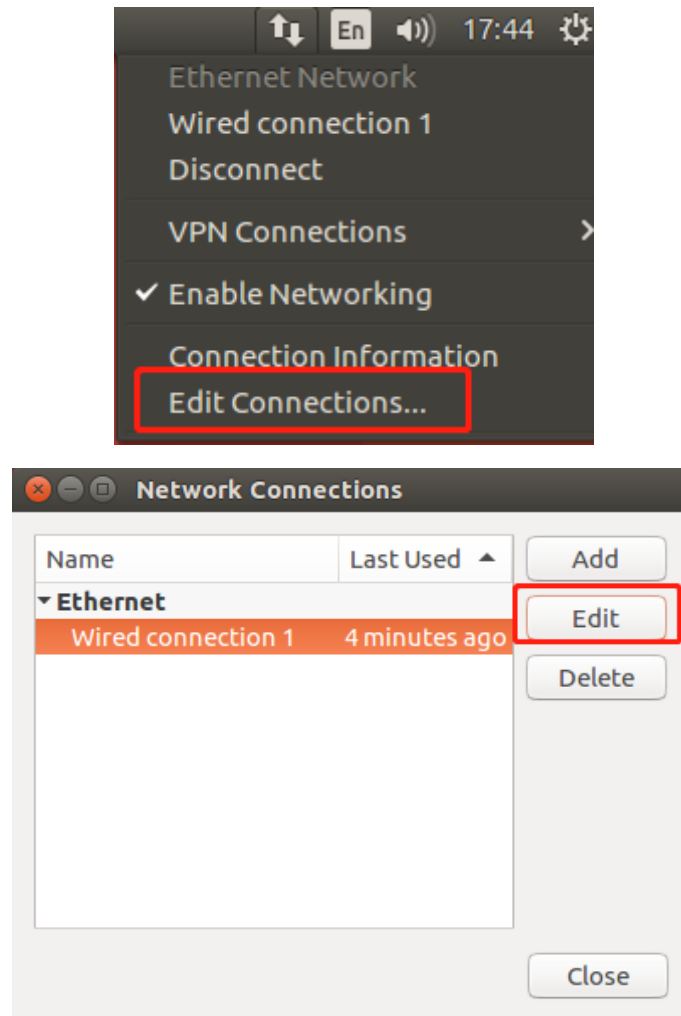 En 17:44
Ethernet Network
Wired connection 1
Disconnect
VPN Connections
Enable Networking
Connection Information
Edit Connections...
Network Connections
Name Last Used Add
Ethernet
Edit
Wired connection 1 4 minutes ago
Delete
Close